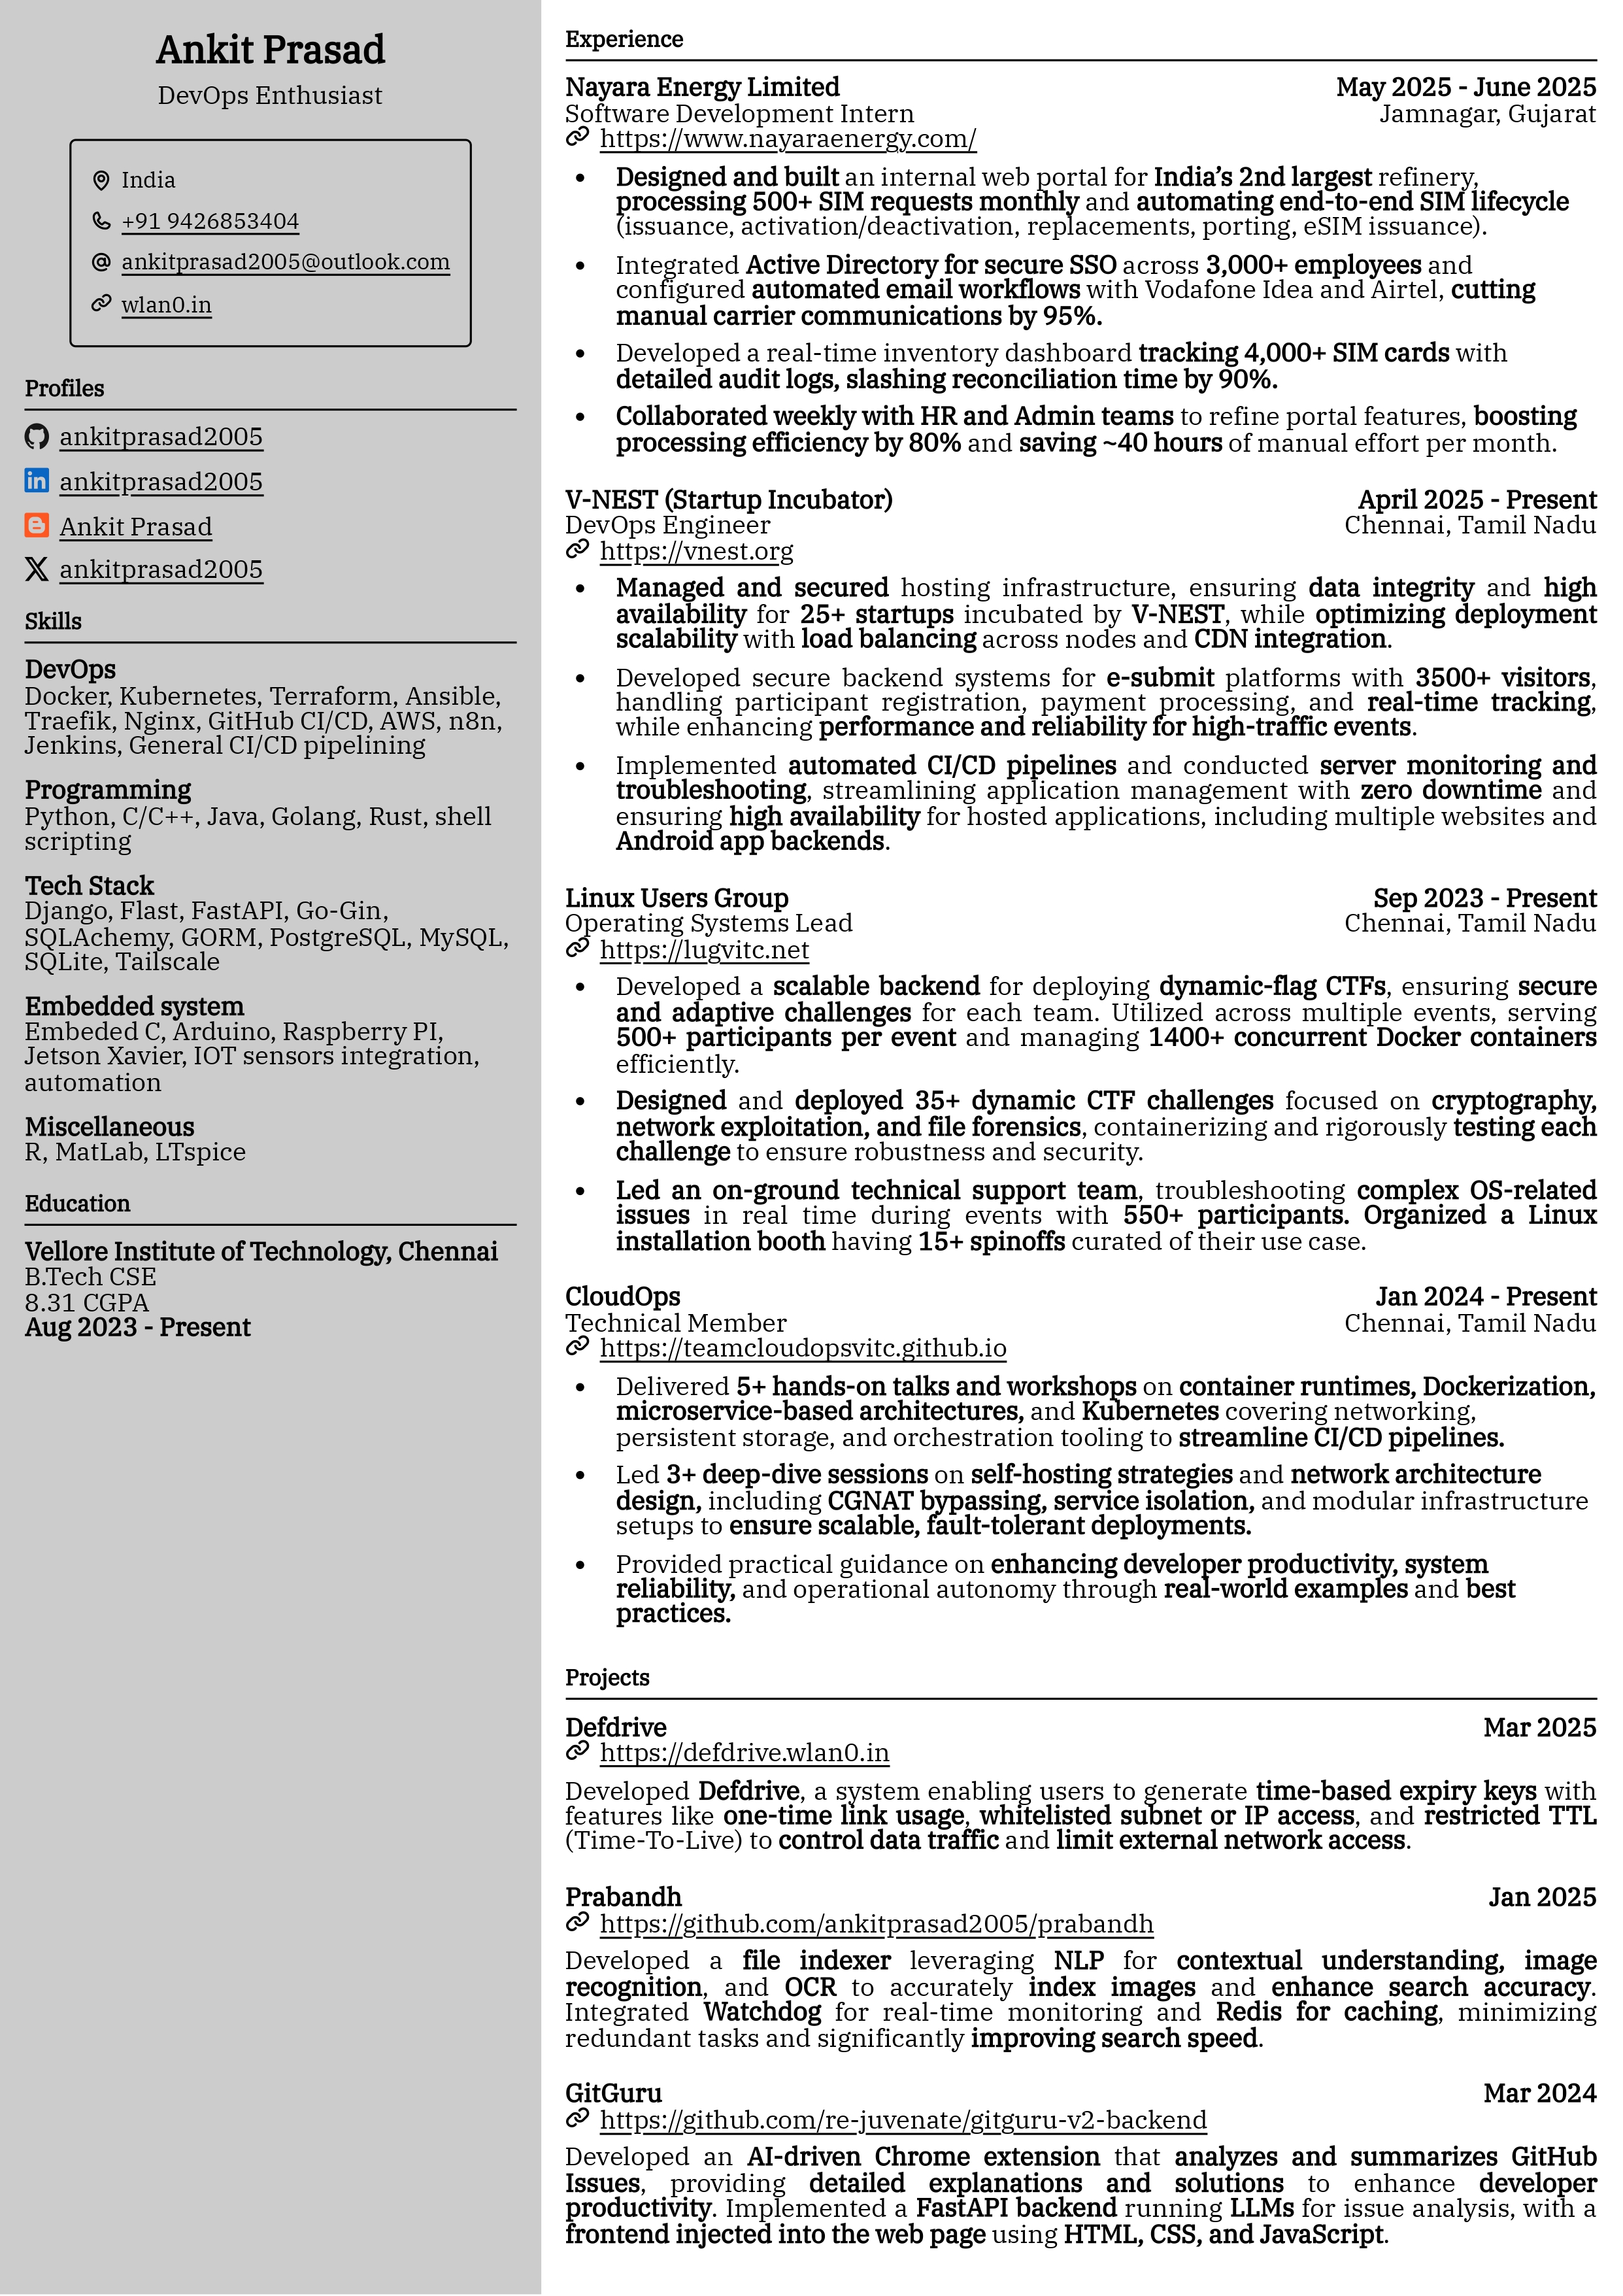 Ankit Prasad
DevOps Enthusiast
India
+91 9426853404
ankitprasad2005@outlook.com
wlan0.in
Profiles
ankitprasad2005
ankitprasad2005
Ankit Prasad
ankitprasad2005
Skills
DevOps
Docker, Kubernetes, Terraform, Ansible,
Traefik, Nginx, GitHub CI/CD, AWS, n8n,
Jenkins, General CI/CD pipelining
Programming
Python, C/C++, Java, Golang, Rust, shell
scripting
Tech Stack
Django, Flast, FastAPI, Go-Gin,
SQLAchemy, GORM, PostgreSQL, MySQL,
SQLite, Tailscale
Embedded system
Embeded C, Arduino, Raspberry PI,
Jetson Xavier, IOT sensors integration,
automation
Miscellaneous
R, MatLab, LTspice
Education
Vellore Institute of Technology, Chennai
B.Tech CSE
8.31 CGPA
Aug 2023 - Present
Experience
Nayara Energy Limited May 2025 - June 2025
Software Development Intern Jamnagar, Gujarat
https://www.nayaraenergy.com/
• Designed and built an internal web portal for India’s 2nd largest refinery,
processing 500+ SIM requests monthly and automating end-to-end SIM lifecycle
(issuance, activation/deactivation, replacements, porting, eSIM issuance).
• Integrated Active Directory for secure SSO across 3,000+ employees and
configured automated email workflows with Vodafone Idea and Airtel, cutting
manual carrier communications by 95%.
• Developed a real-time inventory dashboard tracking 4,000+ SIM cards with
detailed audit logs, slashing reconciliation time by 90%.
• Collaborated weekly with HR and Admin teams to refine portal features, boosting
processing efficiency by 80% and saving ~40 hours of manual effort per month.
V-NEST (Startup Incubator) April 2025 - Present
DevOps Engineer Chennai, Tamil Nadu
https://vnest.org
• Managed and secured hosting infrastructure, ensuring data integrity and high
availability for 25+ startups incubated by V-NEST, while optimizing deployment
scalability with load balancing across nodes and CDN integration.
• Developed secure backend systems for e-submit platforms with 3500+ visitors,
handling participant registration, payment processing, and real-time tracking,
while enhancing performance and reliability for high-traffic events.
• Implemented automated CI/CD pipelines and conducted server monitoring and
troubleshooting, streamlining application management with zero downtime and
ensuring high availability for hosted applications, including multiple websites and
Android app backends.
Linux Users Group Sep 2023 - Present
Operating Systems Lead Chennai, Tamil Nadu
https://lugvitc.net
• Developed a scalable backend for deploying dynamic-flag CTFs, ensuring secure
and adaptive challenges for each team. Utilized across multiple events, serving
500+ participants per event and managing 1400+ concurrent Docker containers
efficiently.
• Designed and deployed 35+ dynamic CTF challenges focused on cryptography,
network exploitation, and file forensics, containerizing and rigorously testing each
challenge to ensure robustness and security.
• Led an on-ground technical support team, troubleshooting complex OS-related
issues in real time during events with 550+ participants. Organized a Linux
installation booth having 15+ spinoffs curated of their use case.
CloudOps Jan 2024 - Present
Technical Member Chennai, Tamil Nadu
https://teamcloudopsvitc.github.io
• Delivered 5+ hands-on talks and workshops on container runtimes, Dockerization,
microservice-based architectures, and Kubernetes covering networking,
persistent storage, and orchestration tooling to streamline CI/CD pipelines.
• Led 3+ deep-dive sessions on self-hosting strategies and network architecture
design, including CGNAT bypassing, service isolation, and modular infrastructure
setups to ensure scalable, fault-tolerant deployments.
• Provided practical guidance on enhancing developer productivity, system
reliability, and operational autonomy through real-world examples and best
practices.
Projects
Defdrive Mar 2025
https://defdrive.wlan0.in
Developed Defdrive, a system enabling users to generate time-based expiry keys with
features like one-time link usage, whitelisted subnet or IP access, and restricted TTL
(Time-To-Live) to control data traffic and limit external network access.
Prabandh Jan 2025
https://github.com/ankitprasad2005/prabandh
Developed a file indexer leveraging NLP for contextual understanding, image
recognition, and OCR to accurately index images and enhance search accuracy.
Integrated Watchdog for real-time monitoring and Redis for caching, minimizing
redundant tasks and significantly improving search speed.
GitGuru Mar 2024
https://github.com/re-juvenate/gitguru-v2-backend
Developed an AI-driven Chrome extension that analyzes and summarizes GitHub
Issues, providing detailed explanations and solutions to enhance developer
productivity. Implemented a FastAPI backend running LLMs for issue analysis, with a
frontend injected into the web page using HTML, CSS, and JavaScript.